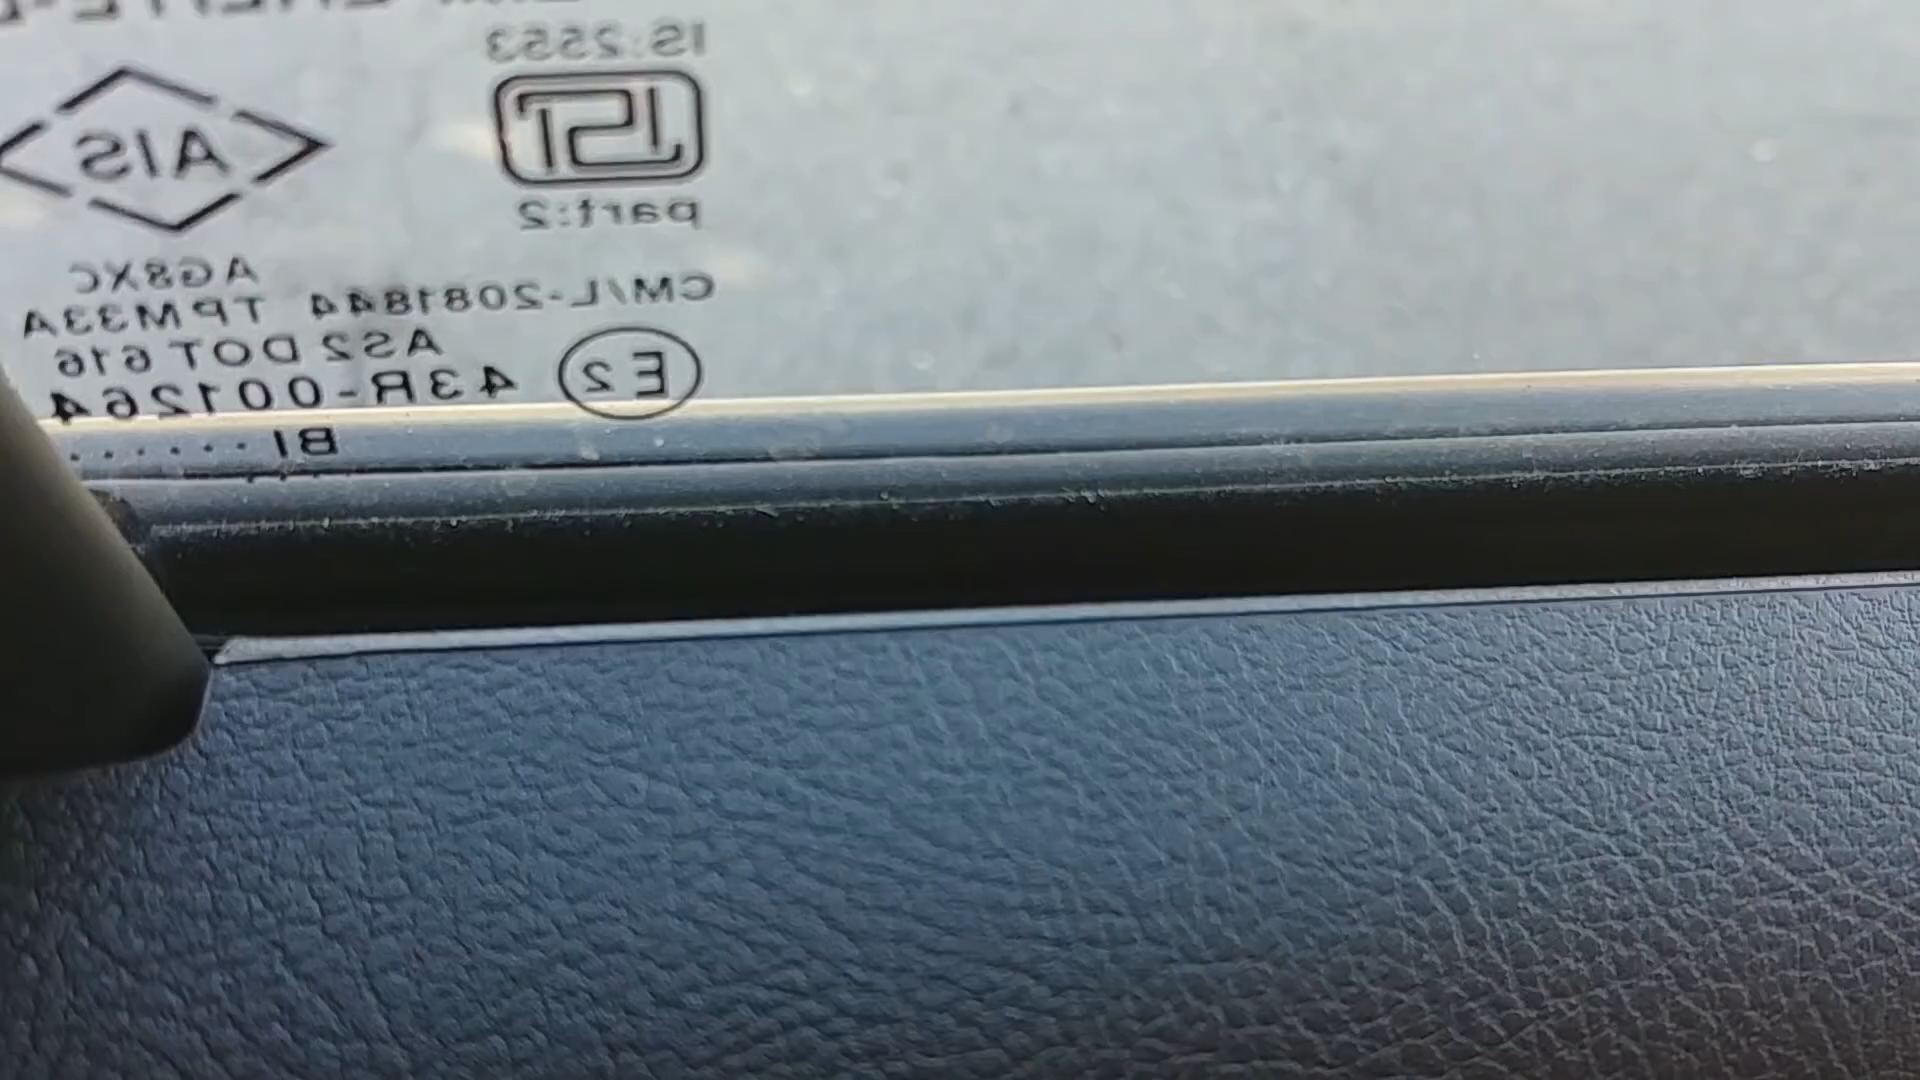 IS:2553
ISI
part:2
AIS
AG8XC
CM/L-2081844 TPM33A
AS2 DOT 616
E2 43R-001264
BI ......